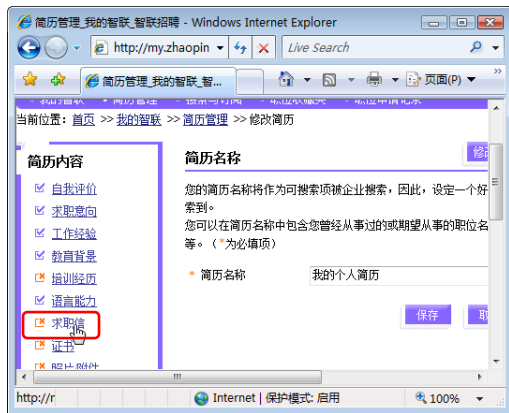 简历管理_我的智联_智联招聘 - Windows Internet Explorer
http://my.zhaopin
Live Search
简历管理_我的智联_智...
页面(P)
当前位置：首页 >> 我的智联 >> 简历管理 >> 修改简历
简历内容
自我评价
求职意向
工作经验
教育背景
培训经历
语言能力
求职信
证书
照片/附件
简历名称
您的简历名称将作为可搜索项被企业搜索，因此，设定一个好
索到。
您可以在简历名称中包含您曾经从事过的或期望从事的职位名
等。（*为必填项）
* 简历名称 我的个人简历
保存
http://r
Internet | 保护模式: 启用
100%